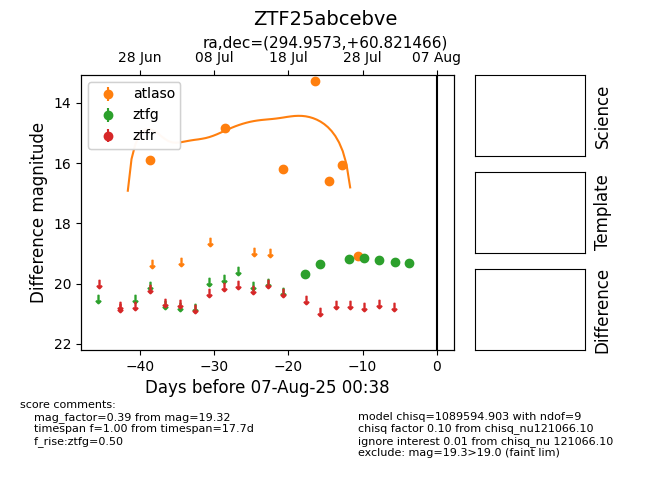 ZTF25abcebve
ra,dec=(294.9573,+60.821466)
28 Jun 08 Jul 18 Jul 28 Jul 07 Aug
atlaso
ztfg
ztfr
14
16
18
20
22
Difference magnitude
−40 −30 −20 −10 0
Days before 07-Aug-25 00:38
Science
Template
Difference
score comments:
mag_factor=0.39 from mag=19.32
timespan f=1.00 from timespan=17.7d
f_rise:ztfg=0.50
model chisq=1089594.903 with ndof=9
chisq factor 0.10 from chisq_nu121066.10
ignore interest 0.01 from chisq_nu 121066.10
exclude: mag=19.3>19.0 (faint lim)